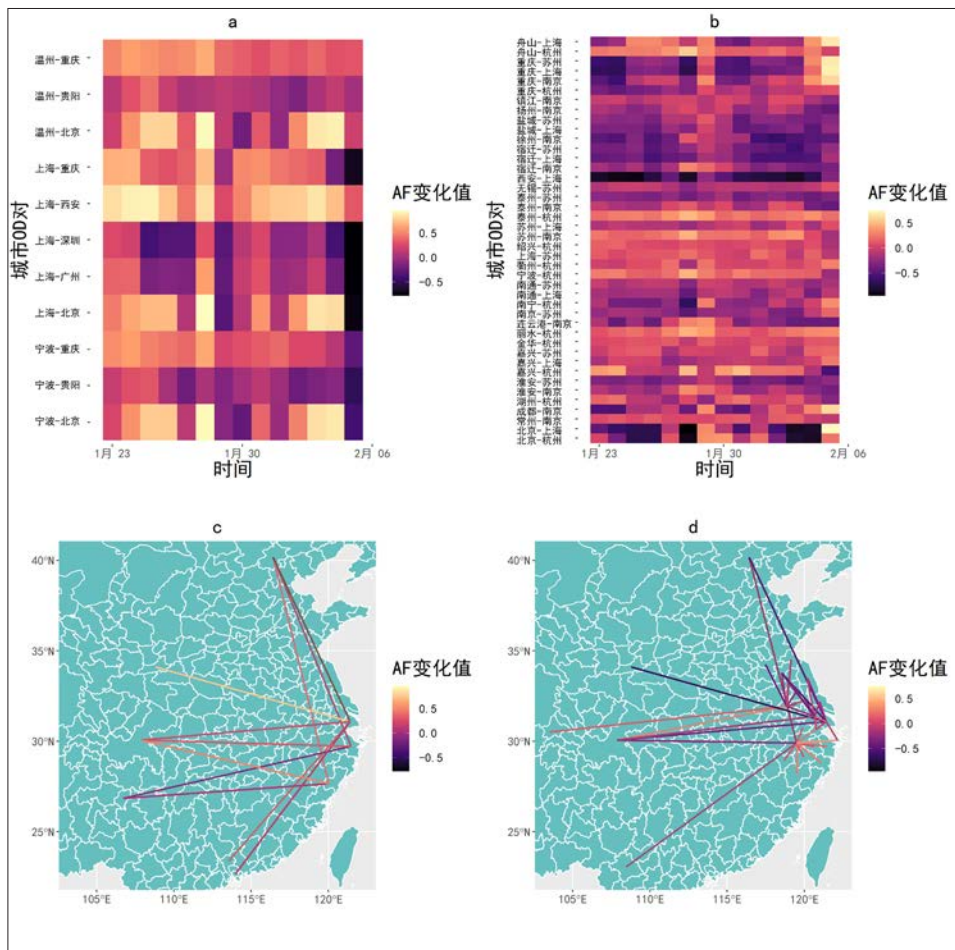 a
城市OD对
温州-重庆
温州-贵阳
温州-北京
上海-重庆
上海-西安
上海-深圳
上海-广州
上海-北京
宁波-重庆
宁波-贵阳
宁波-北京
1月 23
1月 30
2月 06
时间
AF变化值
0.5
0.0
-0.5
b
城市OD对
舟山-上海
舟山-杭州
重庆-苏州
重庆-上海
重庆-南京
重庆-杭州
镇江-南京
扬州-南京
盐城-苏州
盐城-上海
徐州-南京
宿迁-苏州
宿迁-上海
宿迁-南京
西安-上海
无锡-苏州
泰州-苏州
泰州-南京
泰州-杭州
苏州-上海
苏州-南京
绍兴-杭州
上海-苏州
衢州-杭州
宁波-杭州
南通-苏州
南通-上海
南宁-杭州
南京-苏州
连云港-南京
丽水-杭州
金华-杭州
嘉兴-苏州
嘉兴-上海
嘉兴-杭州
淮安-苏州
淮安-南京
湖州-杭州
成都-南京
常州-南京
北京-上海
北京-杭州
1月 23
1月 30
2月 06
时间
AF变化值
0.5
0.0
-0.5
c
40°N
35°N
30°N
25°N
105°E
110°E
115°E
120°E
AF变化值
0.5
0.0
-0.5
d
40°N
35°N
30°N
25°N
105°E
110°E
115°E
120°E
AF变化值
0.5
0.0
-0.5